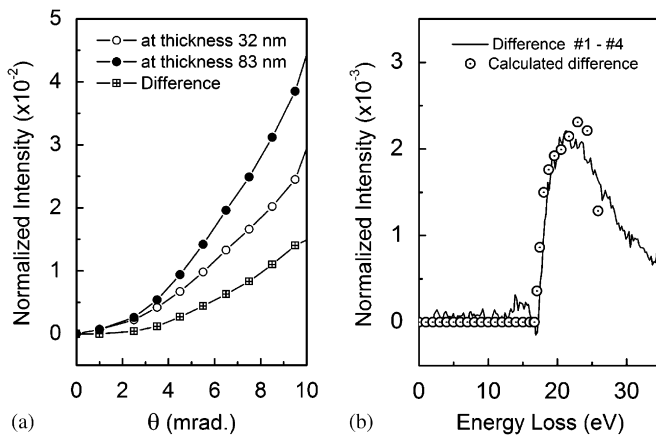 5
4
3
2
1
0
Normalized Intensity (x10⁻²)
at thickness 32 nm
at thickness 83 nm
Difference
0 2 4 6 8 10
θ (mrad.)
(a)
3
2
1
0
Normalized Intensity (x10⁻³)
Difference #1 - #4
Calculated difference
0 10 20 30
Energy Loss (eV)
(b)